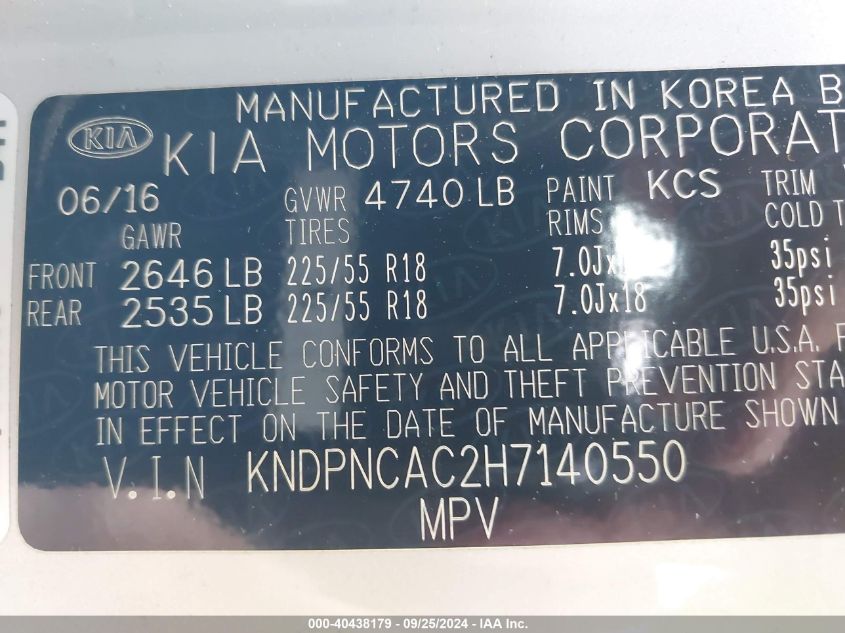 MANUFACTURED IN KOREA B
KIA KIA MOTORS CORPORAT
06/16 GVWR 4740 LB PAINT KCS TRIM
GAWR TIRES RIMS COLD T
FRONT 2646 LB 225/55 R18 35psi
REAR 2535 LB 225/55 R18 7.0Jx18 35psi
THIS VEHICLE CONFORMS TO ALL APPLICABLE U.S.A. F
MOTOR VEHICLE SAFETY AND THEFT PREVENTION STA
IN EFFECT ON THE DATE OF MANUFACTURE SHOWN
V.I.N KNDPNCAC2H7140550
MPV
000-40438179 - 09/25/2024 - IAA Inc.